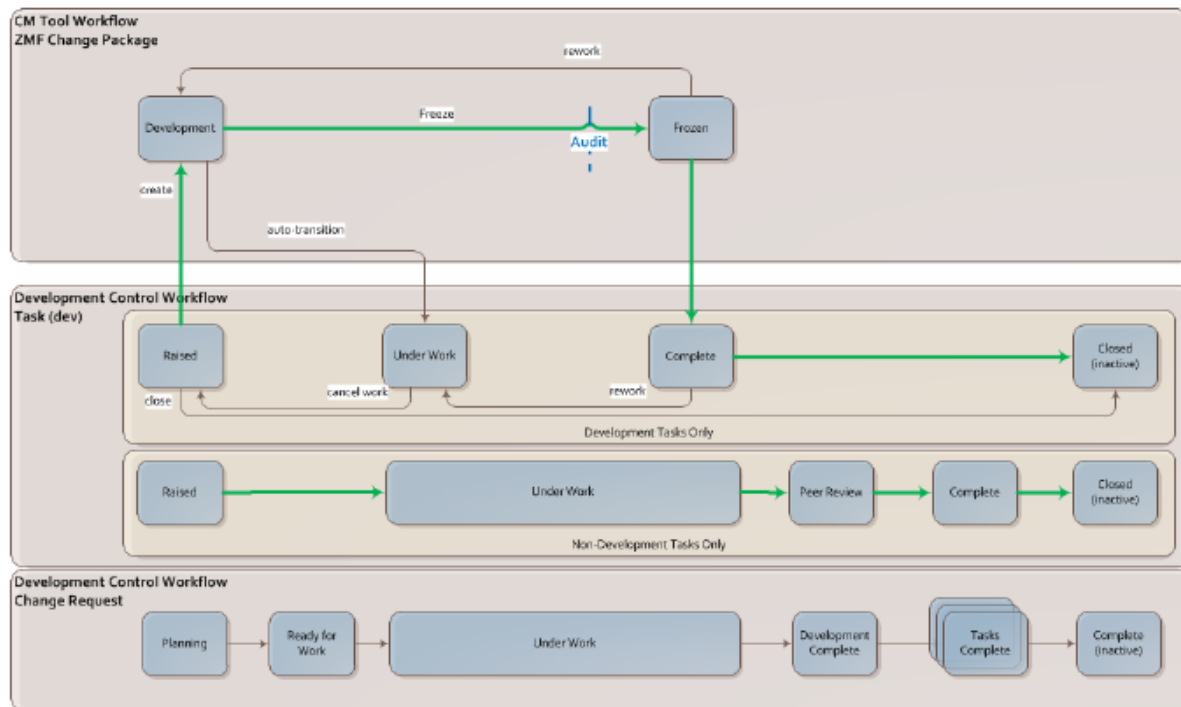 CM Tool Workflow
ZMF Change Package
rework
Development
Freeze
Audit
Frozen
create
auto-transition
Development Control Workflow
Task (dev)
Raised
Under Work
Complete
Closed
(inactive)
close
cancel work
rework
Development Tasks Only
Raised
Under Work
Peer Review
Complete
Closed
(inactive)
Non-Development Tasks Only
Development Control Workflow
Change Request
Planning
Ready for
Work
Under Work
Development
Complete
Tasks
Complete
Complete
(inactive)